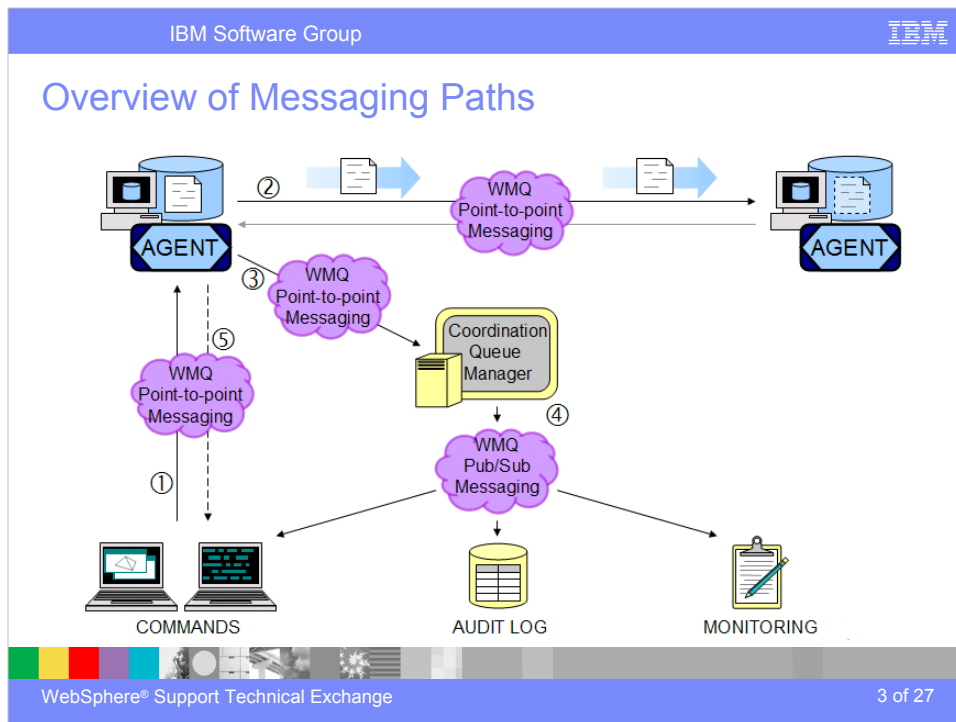 IBM Software Group
IBM
Overview of Messaging Paths
②
WMQ
Point-to-point
Messaging
AGENT
AGENT
③
WMQ
Point-to-point
Messaging
Coordination
Queue
Manager
⑤
WMQ
Point-to-point
Messaging
④
WMQ
Pub/Sub
Messaging
①
COMMANDS
AUDIT LOG
MONITORING
WebSphere® Support Technical Exchange
3 of 27